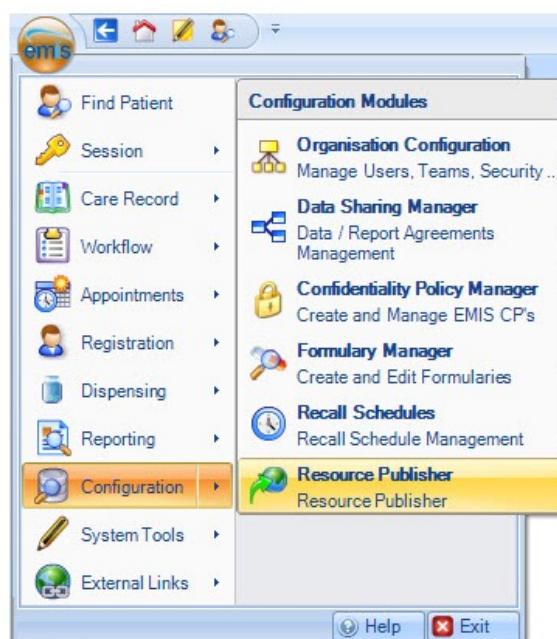 emis
Find Patient
Session
Care Record
Workflow
Appointments
Registration
Dispensing
Reporting
Configuration
System Tools
External Links
Configuration Modules
Organisation Configuration
Manage Users, Teams, Security ...
Data Sharing Manager
Data / Report Agreements
Management
Confidentiality Policy Manager
Create and Manage EMIS CP's
Formulary Manager
Create and Edit Formularies
Recall Schedules
Recall Schedule Management
Resource Publisher
Resource Publisher
Help
Exit